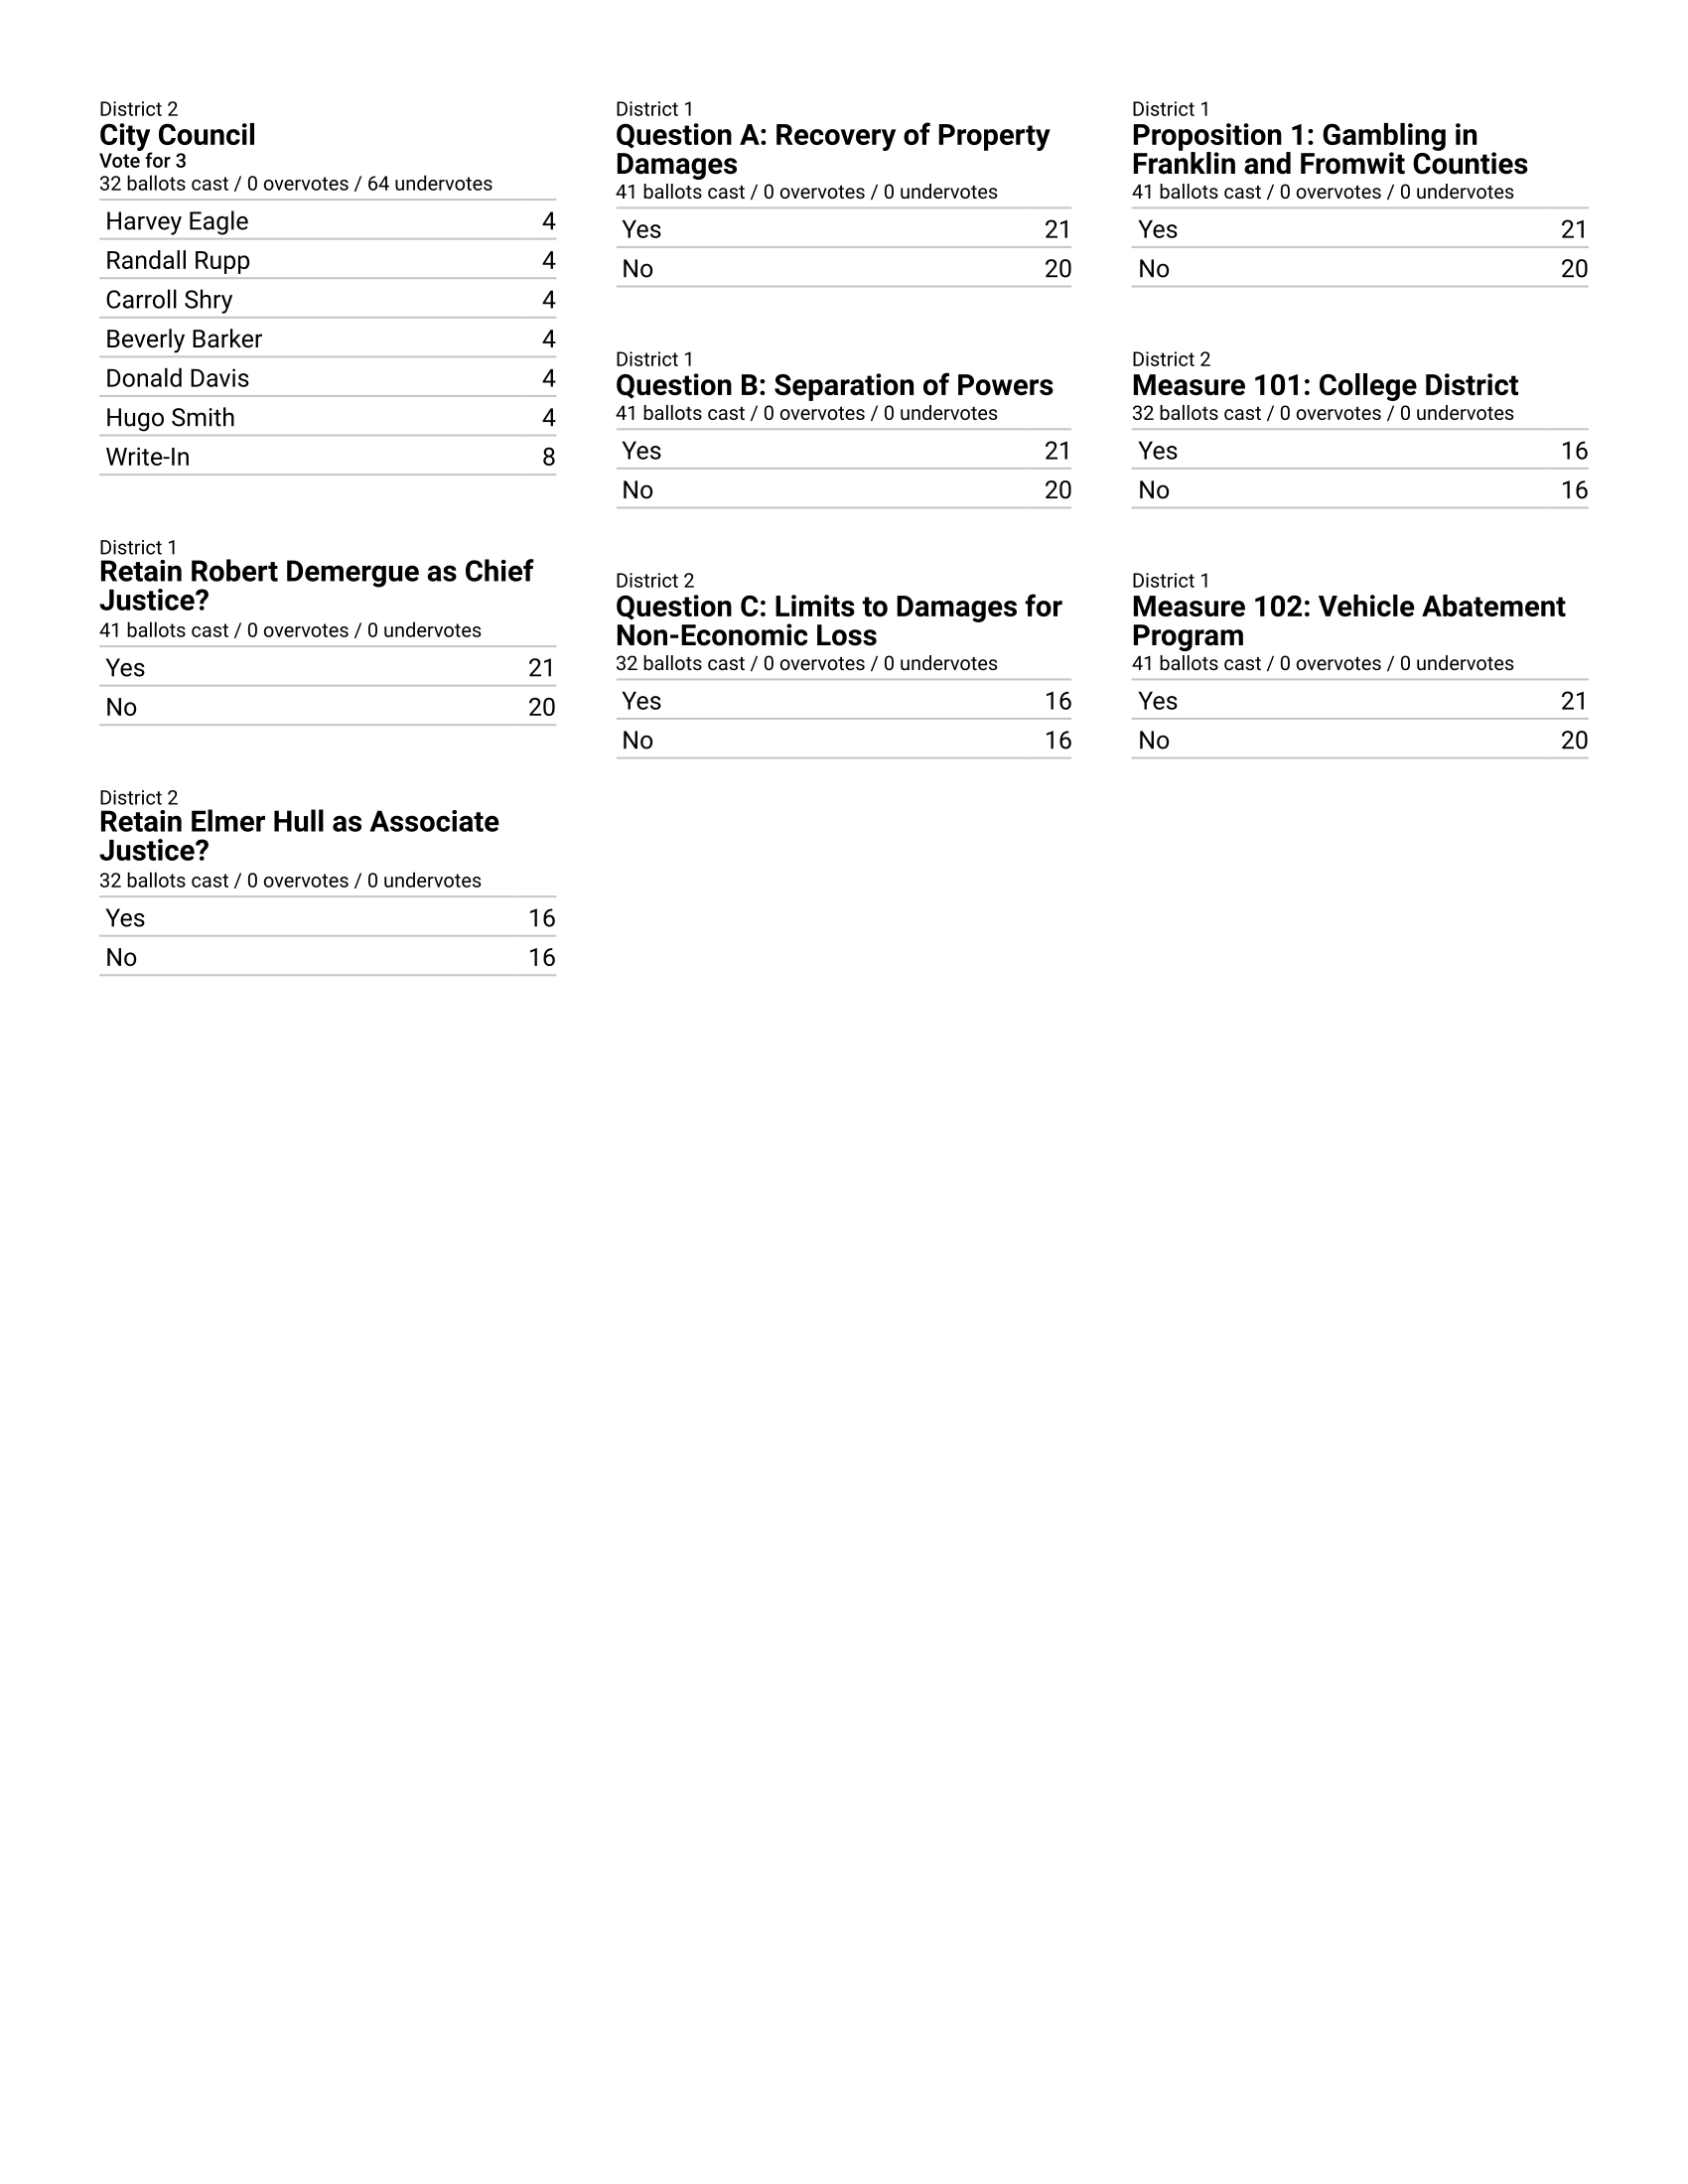 District 2
City Council
Vote for 3
32 ballots cast / 0 overvotes / 64 undervotes
Harvey Eagle 4
Randall Rupp 4
Carroll Shry 4
Beverly Barker 4
Donald Davis 4
Hugo Smith 4
Write-In 8
District 1
Retain Robert Demergue as Chief
Justice?
41 ballots cast / 0 overvotes / 0 undervotes
Yes 21
No 20
District 2
Retain Elmer Hull as Associate
Justice?
32 ballots cast / 0 overvotes / 0 undervotes
Yes 16
No 16
District 1
Question A: Recovery of Property
Damages
41 ballots cast / 0 overvotes / 0 undervotes
Yes 21
No 20
District 1
Question B: Separation of Powers
41 ballots cast / 0 overvotes / 0 undervotes
Yes 21
No 20
District 2
Question C: Limits to Damages for
Non-Economic Loss
32 ballots cast / 0 overvotes / 0 undervotes
Yes 16
No 16
District 1
Proposition 1: Gambling in
Franklin and Fromwit Counties
41 ballots cast / 0 overvotes / 0 undervotes
Yes 21
No 20
District 2
Measure 101: College District
32 ballots cast / 0 overvotes / 0 undervotes
Yes 16
No 16
District 1
Measure 102: Vehicle Abatement
Program
41 ballots cast / 0 overvotes / 0 undervotes
Yes 21
No 20